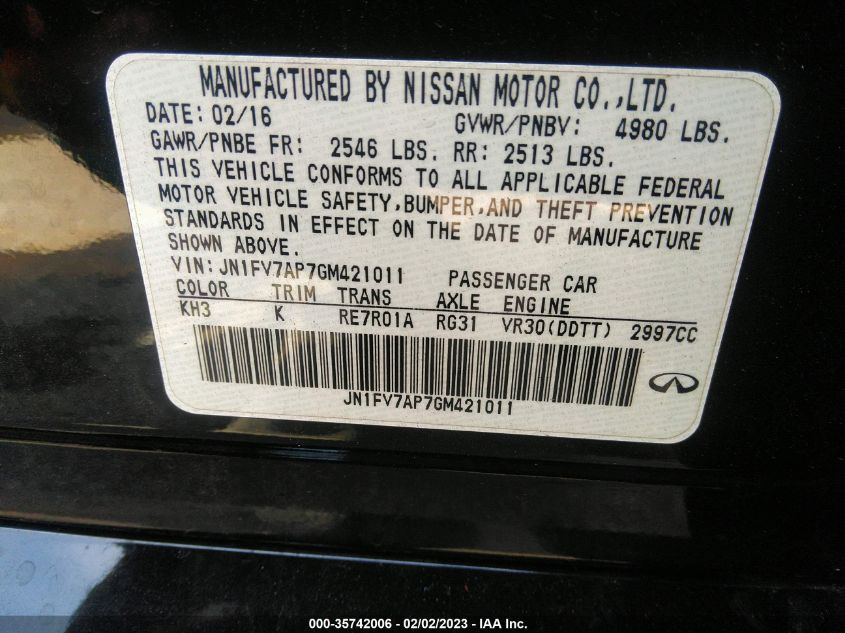 MANUFACTURED BY NISSAN MOTOR CO.,LTD.
DATE: 02/16 GVWR/PNBV: 4980 LBS.
GAWR/PNBE FR: 2546 LBS. RR: 2513 LBS.
THIS VEHICLE CONFORMS TO ALL APPLICABLE FEDERAL
MOTOR VEHICLE SAFETY,BUMPER,AND THEFT PREVENTION
STANDARDS IN EFFECT ON THE DATE OF MANUFACTURE
SHOWN ABOVE.
VIN: JN1FV7AP7GM421011 PASSENGER CAR
COLOR TRIM TRANS AXLE ENGINE
KH3 K RE7R01A RG31 VR30(DDTT) 2997CC
JN1FV7AP7GM421011
000-35742006 - 02/02/2023 - IAA Inc.